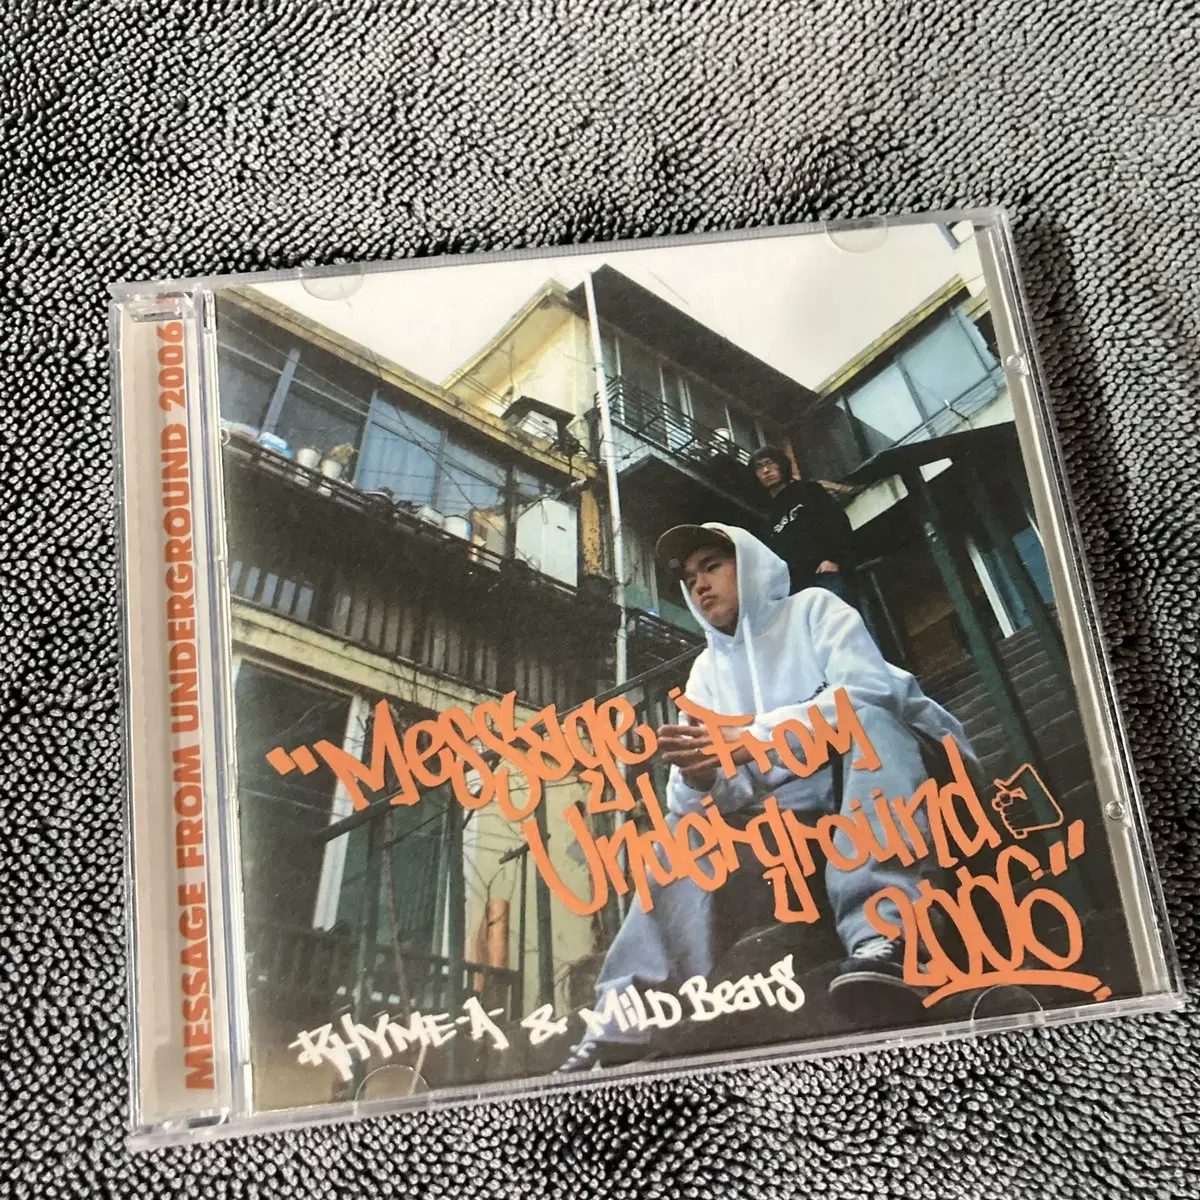 MESSAGE FROM UNDERGROUND 2006
"Message From
Underground
2006"
RHYME-A- & MiLD BeatS